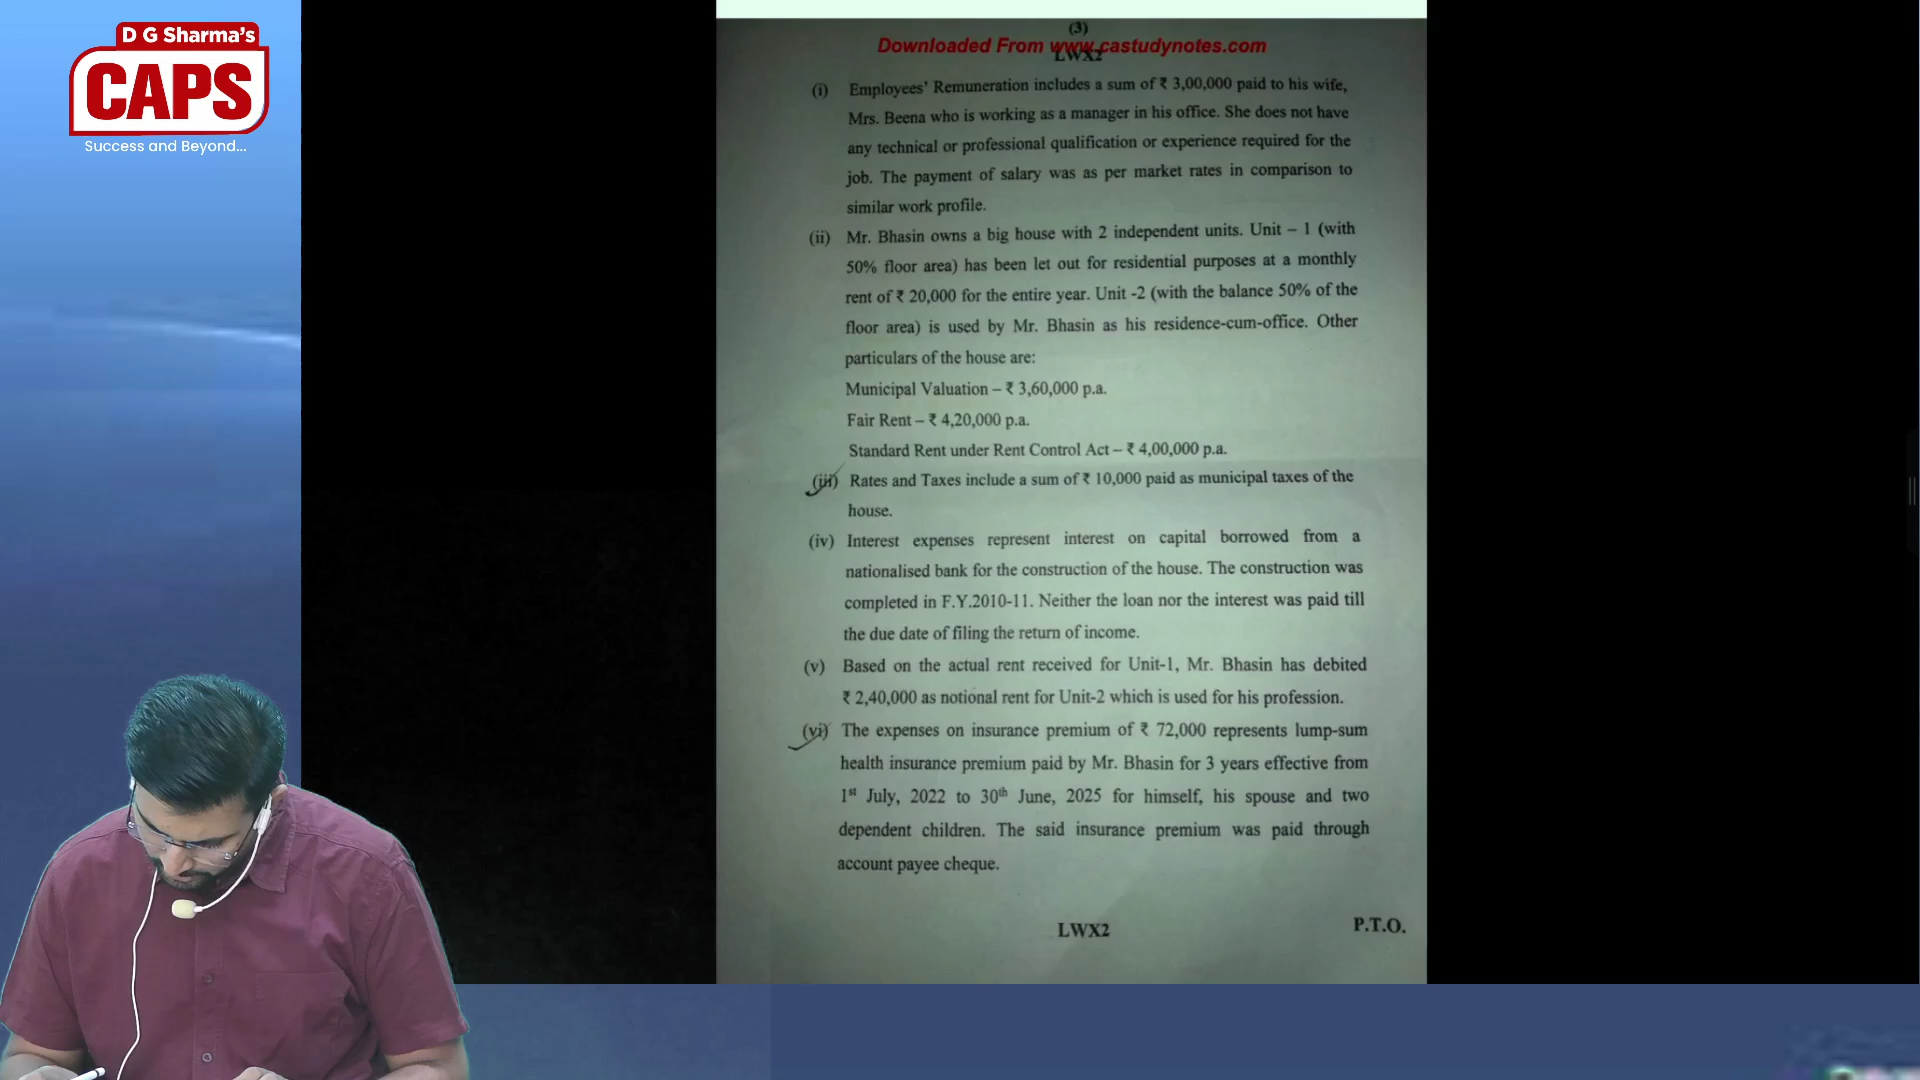 D G Sharma's
CAPS
Success and Beyond...
(3)
Downloaded From www.castudynotes.com
LWX2
(i) Employees' Remuneration includes a sum of ₹ 3,00,000 paid to his wife,
Mrs. Beena who is working as a manager in his office. She does not have
any technical or professional qualification or experience required for the
job. The payment of salary was as per market rates in comparison to
similar work profile.
(ii) Mr. Bhasin owns a big house with 2 independent units. Unit – 1 (with
50% floor area) has been let out for residential purposes at a monthly
rent of ₹ 20,000 for the entire year. Unit -2 (with the balance 50% of the
floor area) is used by Mr. Bhasin as his residence-cum-office. Other
particulars of the house are:
Municipal Valuation – ₹ 3,60,000 p.a.
Fair Rent – ₹ 4,20,000 p.a.
Standard Rent under Rent Control Act – ₹ 4,00,000 p.a.
(iii) Rates and Taxes include a sum of ₹ 10,000 paid as municipal taxes of the
house.
(iv) Interest expenses represent interest on capital borrowed from a
nationalised bank for the construction of the house. The construction was
completed in F.Y.2010-11. Neither the loan nor the interest was paid till
the due date of filing the return of income.
(v) Based on the actual rent received for Unit-1, Mr. Bhasin has debited
₹ 2,40,000 as notional rent for Unit-2 which is used for his profession.
(vi) The expenses on insurance premium of ₹ 72,000 represents lump-sum
health insurance premium paid by Mr. Bhasin for 3 years effective from
1st July, 2022 to 30th June, 2025 for himself, his spouse and two
dependent children. The said insurance premium was paid through
account payee cheque.
LWX2
P.T.O.